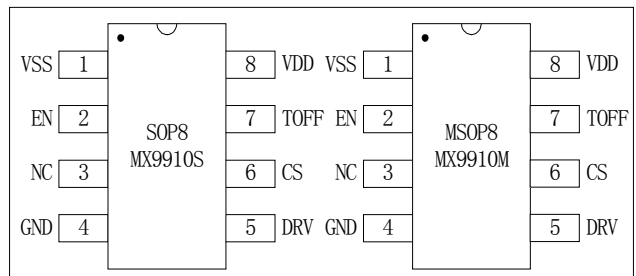 VSS 1 8 VDD VSS 1 8 VDD
EN 2 7 TOFF EN 2 7 TOFF
SOP8 MSOP8
MX9910S MX9910M
NC 3 6 CS NC 3 6 CS
GND 4 5 DRV GND 4 5 DRV